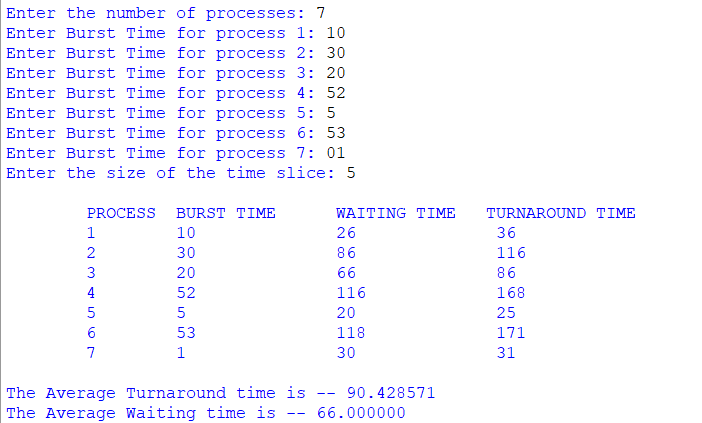 Enter the number of processes: 7
Enter Burst Time for process 1: 10
Enter Burst Time for process 2: 30
Enter Burst Time for process 3: 20
Enter Burst Time for process 4: 52
Enter Burst Time for process 5: 5
Enter Burst Time for process 6: 53
Enter Burst Time for process 7: 01
Enter the size of the time slice: 5
PROCESS BURST TIME WAITING TIME TURNAROUND TIME
1 10 26 36
2 30 86 116
3 20 66 86
4 52 116 168
5 5 20 25
6 53 118 171
7 1 30 31
The Average Turnaround time is -- 90.428571
The Average Waiting time is -- 66.000000